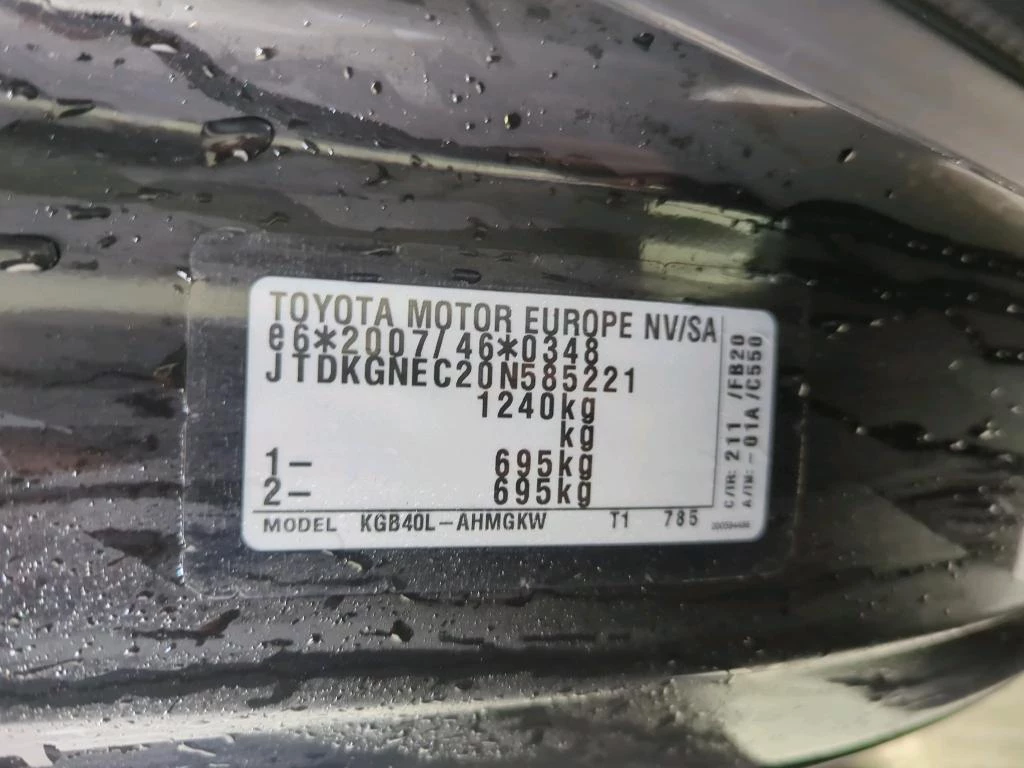 TOYOTA MOTOR EUROPE NV/SA
e6*2007/46*0348
JTDKGNEC20N585221
1240kg
kg
1- 695kg
2- 695kg
MODEL KGB40L-AHMGKW T1 785
C/TR: 211 /FB20
A/TM: -01A /C550